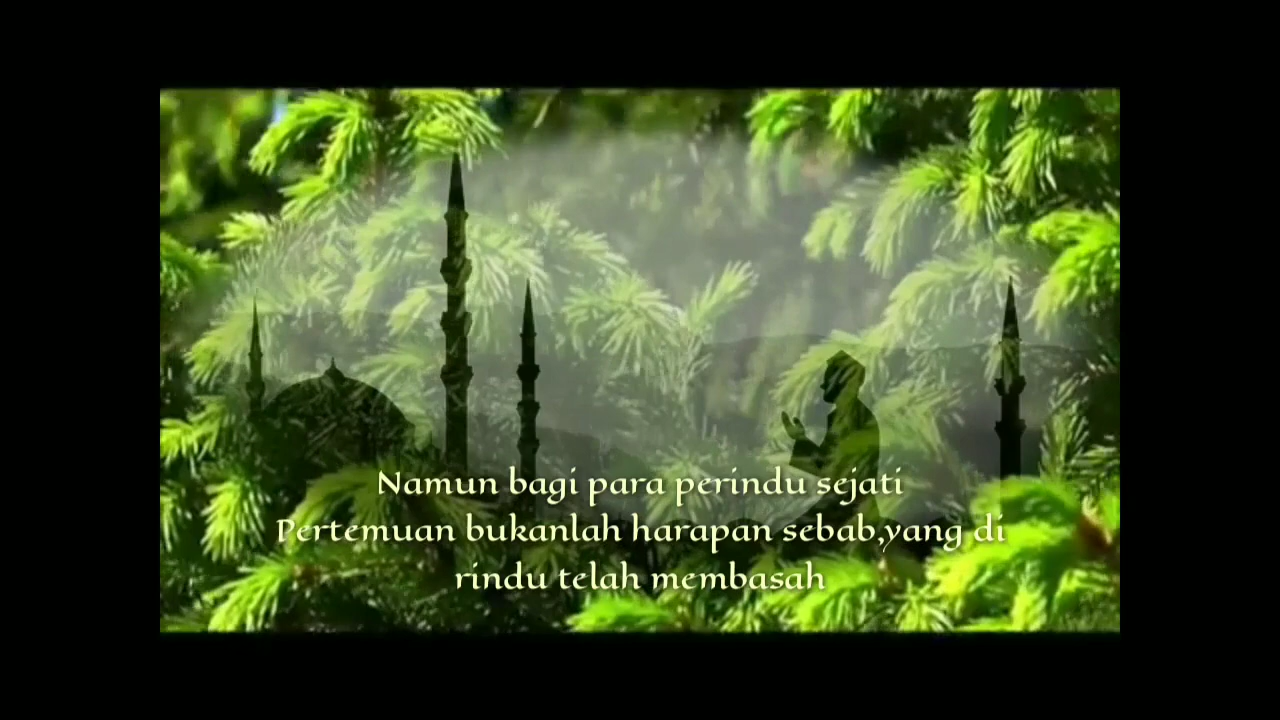 Namun bagi para perindu sejati
Pertemuan bukanlah harapan sebab,yang di
rindu telah membasah